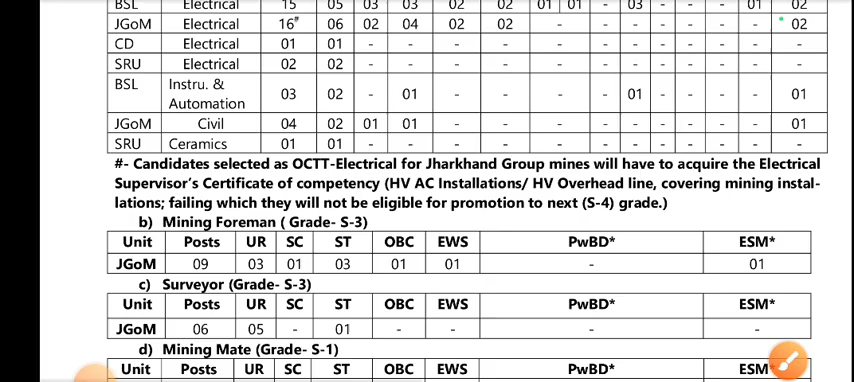 BSL Electrical 15 05 03 03 02 02 01 01 - 03 - - - 01 02
JGoM Electrical 16# 06 02 04 02 02 - - - - - - - - 02
CD Electrical 01 01 - - - - - - - - - - - - -
SRU Electrical 02 02 - - - - - - - - - - - - -
BSL Instru. & Automation 03 02 - 01 - - - - - 01 - - - - 01
JGoM Civil 04 02 01 01 - - - - - - - - - - 01
SRU Ceramics 01 01 - - - - - - - - - - - - -
#- Candidates selected as OCTT-Electrical for Jharkhand Group mines will have to acquire the Electrical
Supervisor's Certificate of competency (HV AC Installations/ HV Overhead line, covering mining instal-
lations; failing which they will not be eligible for promotion to next (S-4) grade.)
b) Mining Foreman ( Grade- S-3)
Unit Posts UR SC ST OBC EWS PwBD* ESM*
JGoM 09 03 01 03 01 01 - 01
c) Surveyor (Grade- S-3)
Unit Posts UR SC ST OBC EWS PwBD* ESM*
JGoM 06 05 - 01 - - - -
d) Mining Mate (Grade- S-1)
Unit Posts UR SC ST OBC EWS PwBD* ESM*